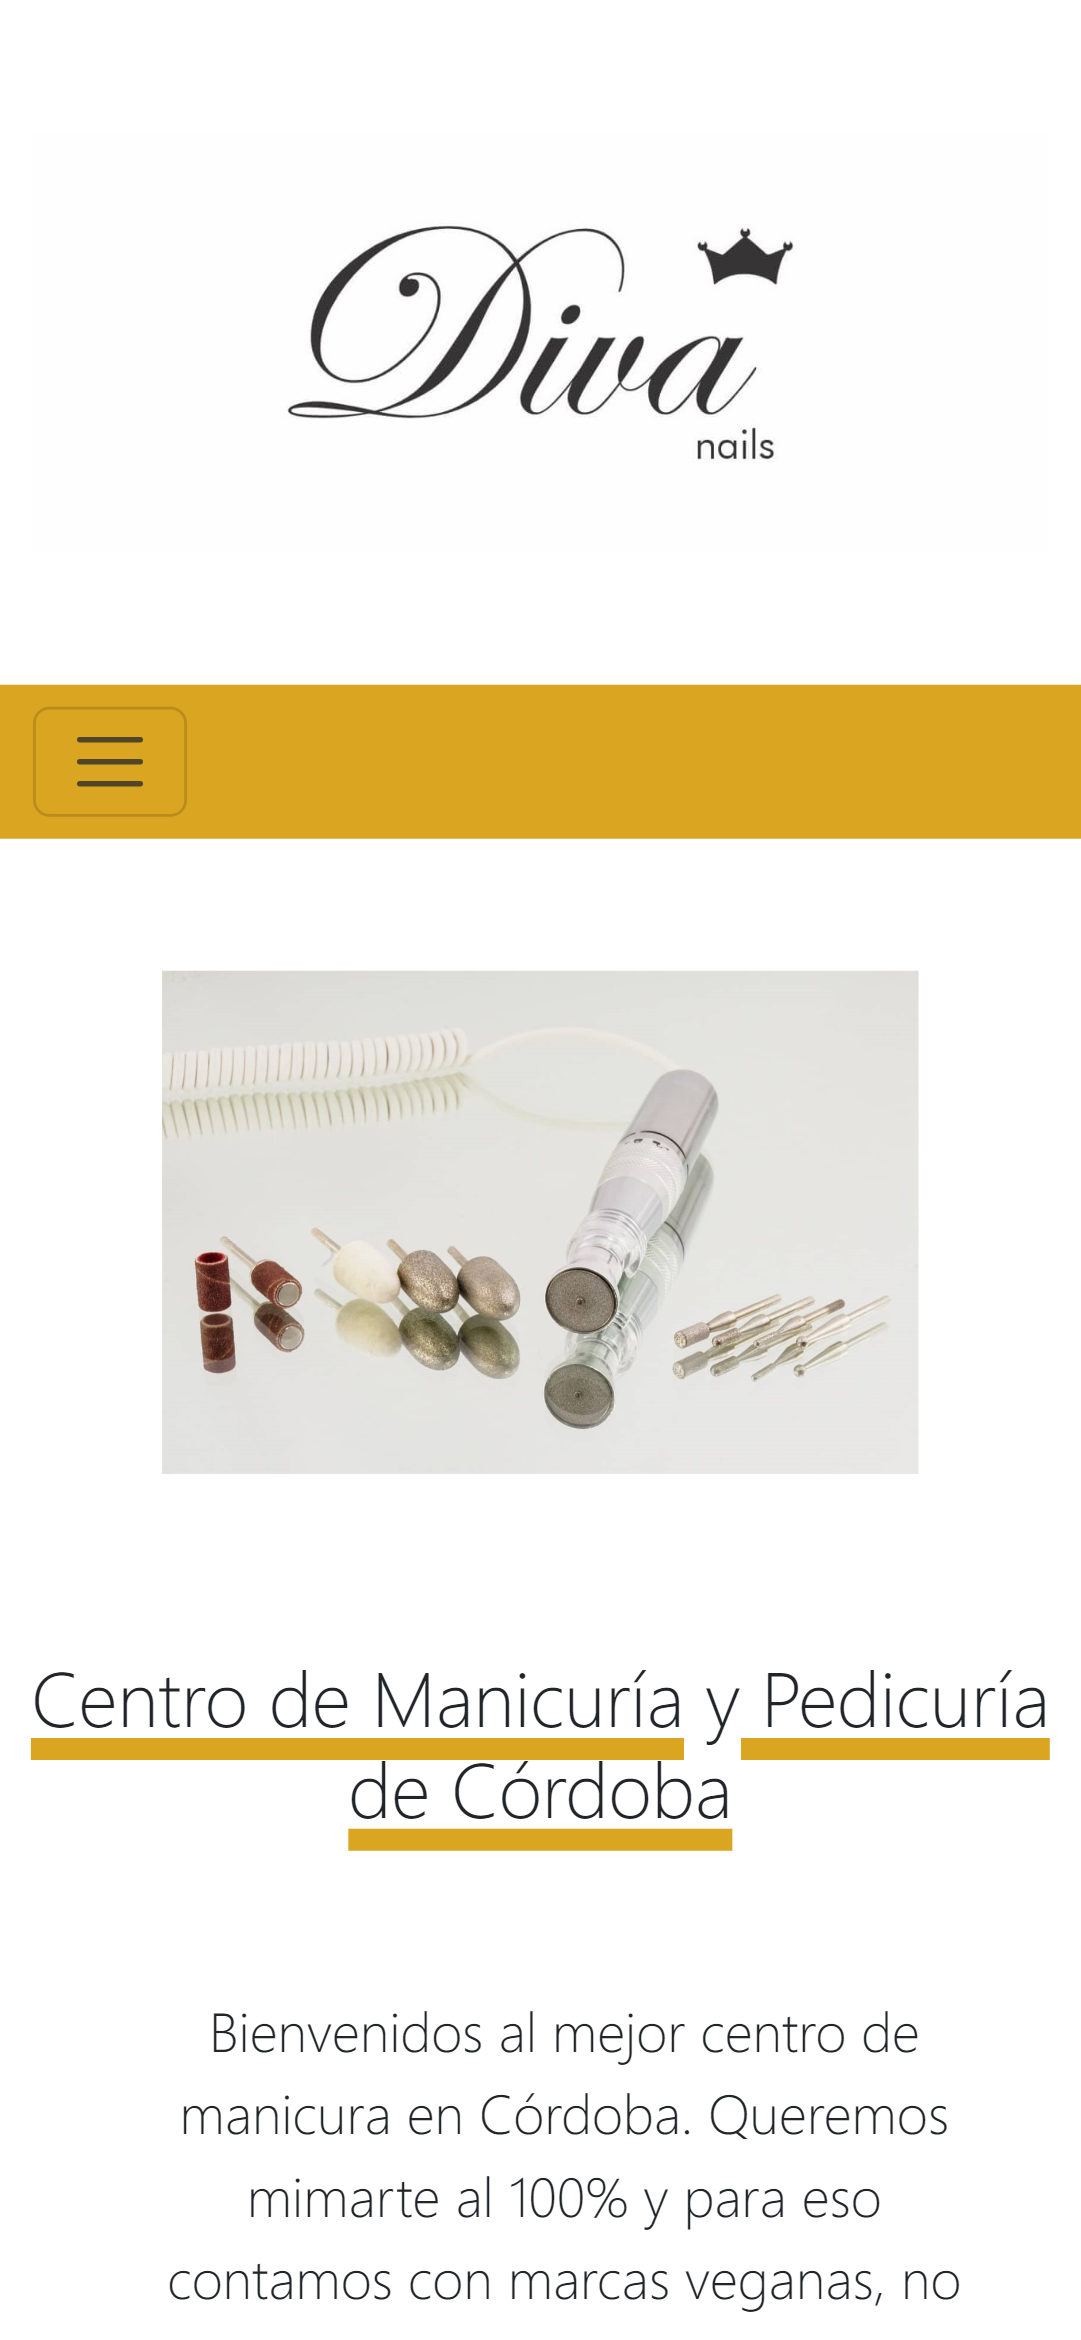 Diva
nails
Centro de Manicuría y Pedicuría
de Córdoba
Bienvenidos al mejor centro de
manicura en Córdoba. Queremos
mimarte al 100% y para eso
contamos con marcas veganas, no